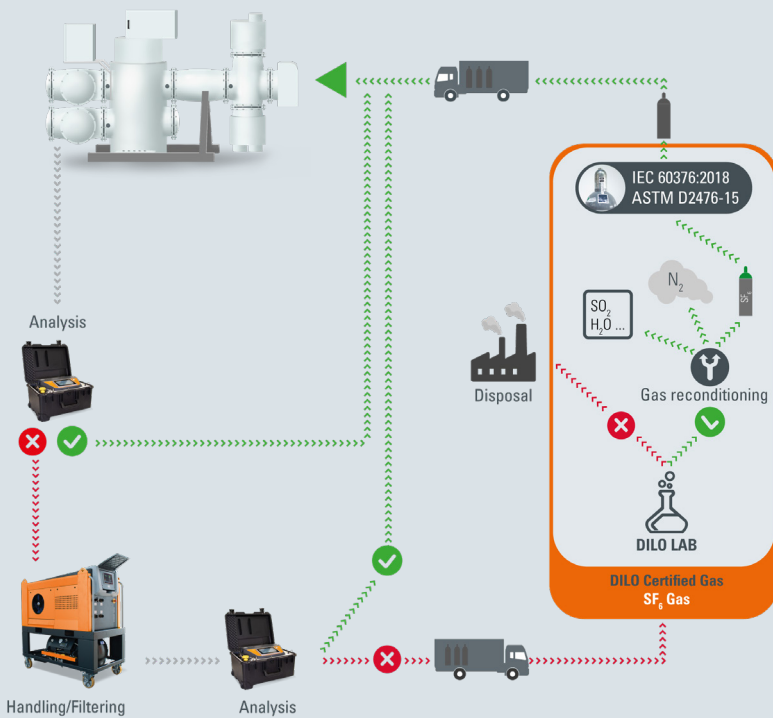 IEC 60376:2018
ASTM D2476-15
N₂
SF₆
SO₂
H₂O ...
Analysis
Disposal
Gas reconditioning
DILO LAB
DILO Certified Gas
SF₆ Gas
Handling/Filtering
Analysis